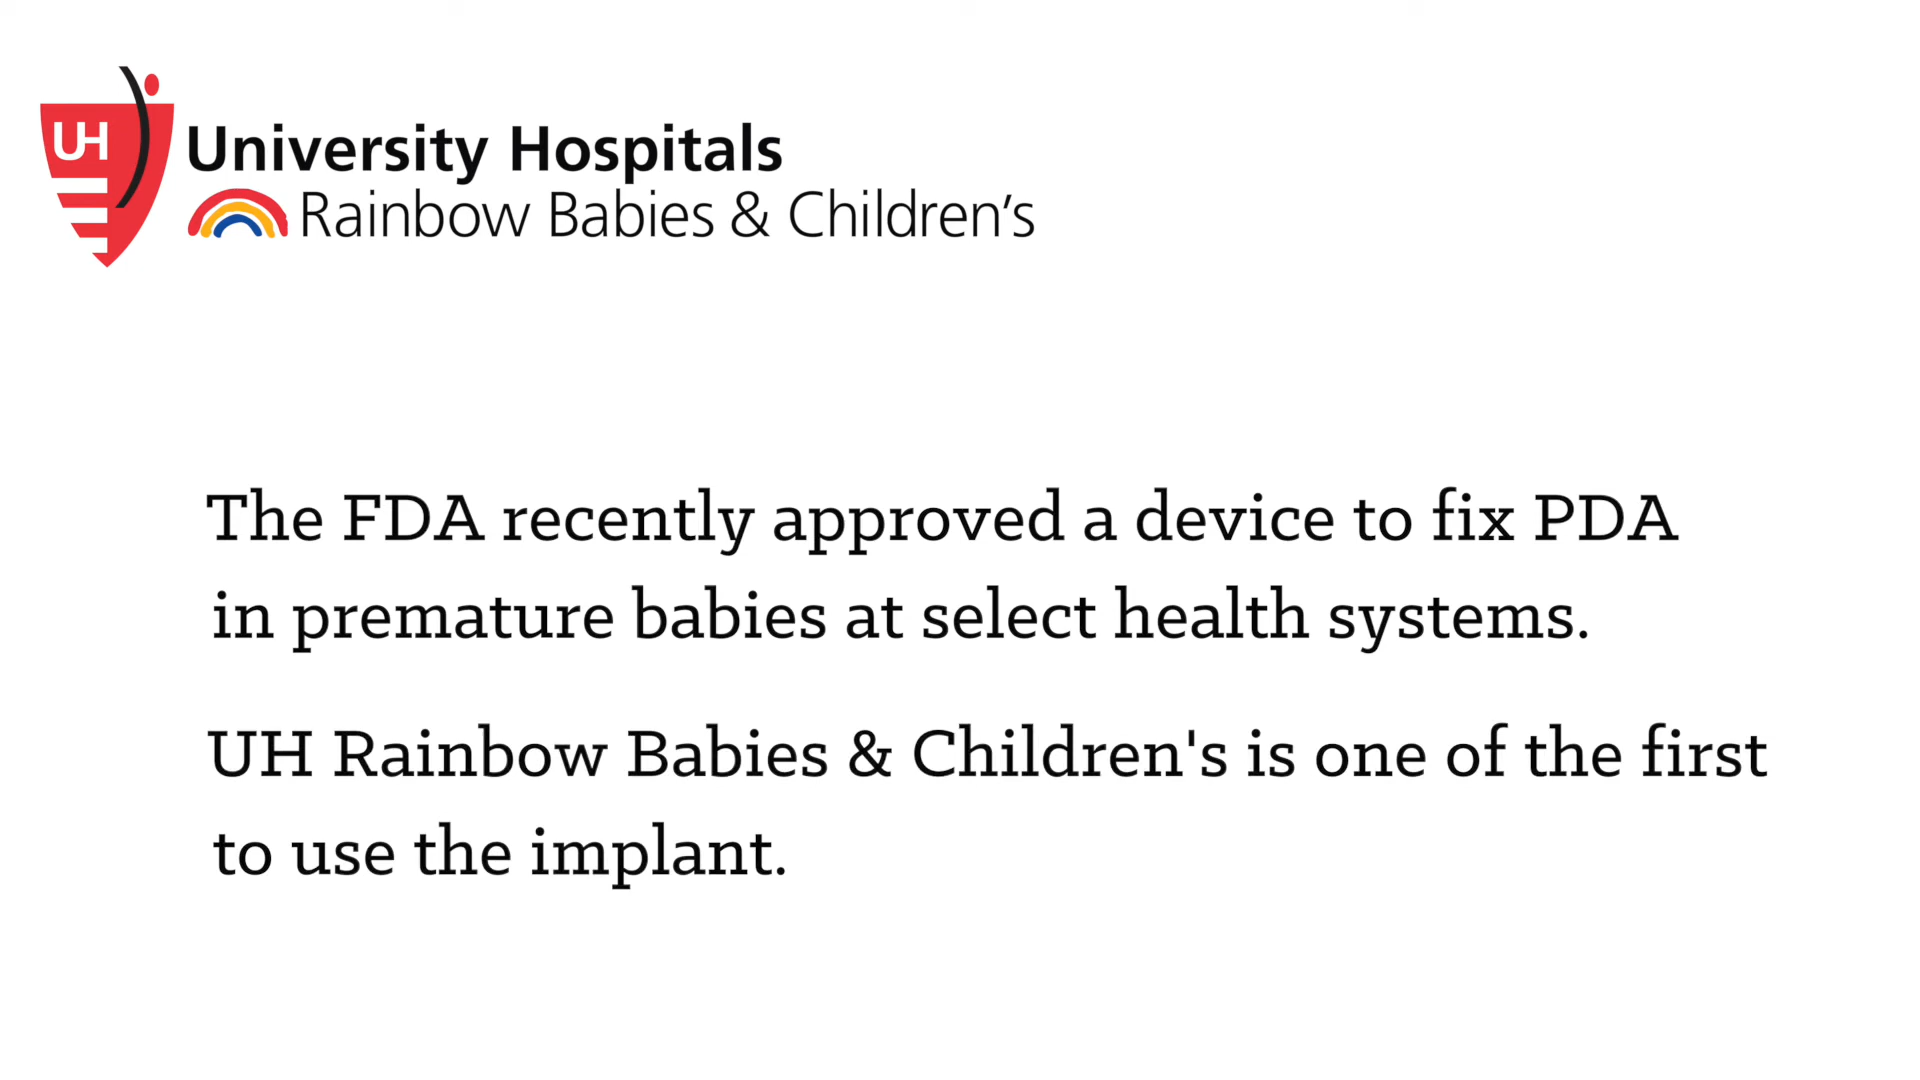 UH
University Hospitals
Rainbow Babies & Children’s
The FDA recently approved a device to fix PDA
in premature babies at select health systems.
UH Rainbow Babies & Children's is one of the first
to use the implant.